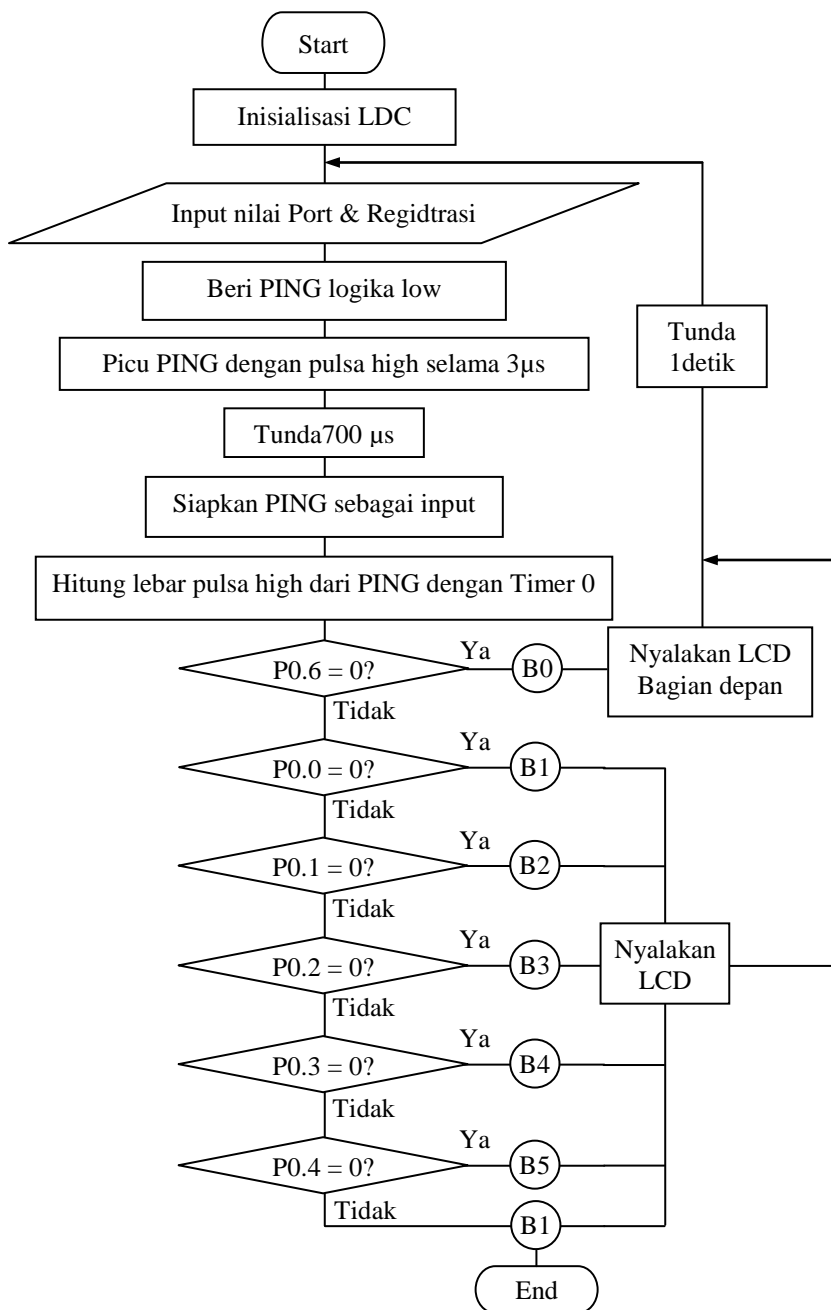 Start
Inisialisasi LDC
Input nilai Port & Regidtrasi
Beri PING logika low
Picu PING dengan pulsa high selama 3µs
Tunda
1detik
Tunda700 µs
Siapkan PING sebagai input
Hitung lebar pulsa high dari PING dengan Timer 0
P0.6 = 0?
Ya
B0
Nyalakan LCD
Bagian depan
Tidak
P0.0 = 0?
Ya
B1
Tidak
P0.1 = 0?
Ya
B2
Tidak
P0.2 = 0?
Ya
B3
Nyalakan
LCD
Tidak
P0.3 = 0?
Ya
B4
Tidak
P0.4 = 0?
Ya
B5
Tidak
B1
End